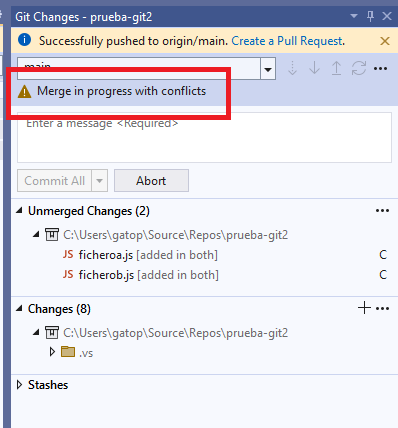 Git Changes - prueba-git2
Successfully pushed to origin/main. Create a Pull Request.
main
Merge in progress with conflicts
Enter a message <Required>
Commit All
Abort
Unmerged Changes (2)
C:\Users\gatop\Source\Repos\prueba-git2
JS ficheroa.js [added in both] C
JS ficherob.js [added in both] C
Changes (8)
C:\Users\gatop\Source\Repos\prueba-git2
.vs
Stashes